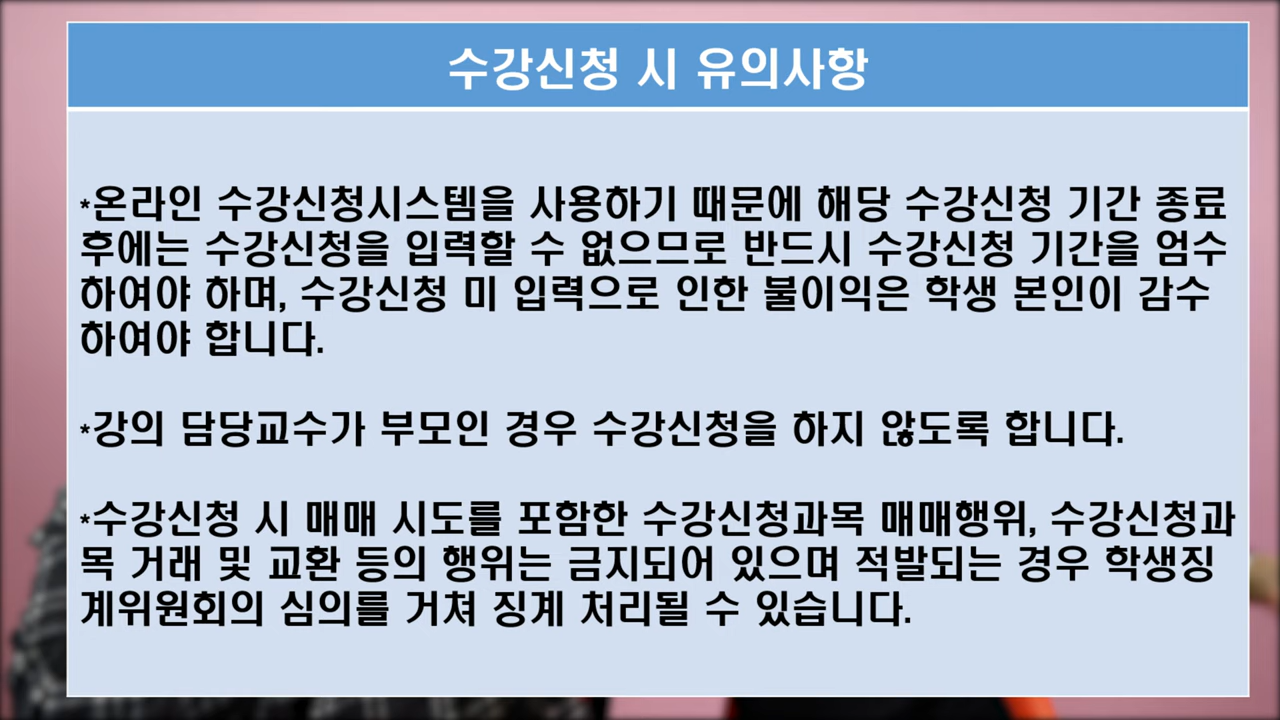 수강신청 시 유의사항
*온라인 수강신청시스템을 사용하기 때문에 해당 수강신청 기간 종료
후에는 수강신청을 입력할 수 없으므로 반드시 수강신청 기간을 엄수
하여야 하며, 수강신청 미 입력으로 인한 불이익은 학생 본인이 감수
하여야 합니다.
*강의 담당교수가 부모인 경우 수강신청을 하지 않도록 합니다.
*수강신청 시 매매 시도를 포함한 수강신청과목 매매행위, 수강신청과
목 거래 및 교환 등의 행위는 금지되어 있으며 적발되는 경우 학생징
계위원회의 심의를 거쳐 징계 처리될 수 있습니다.